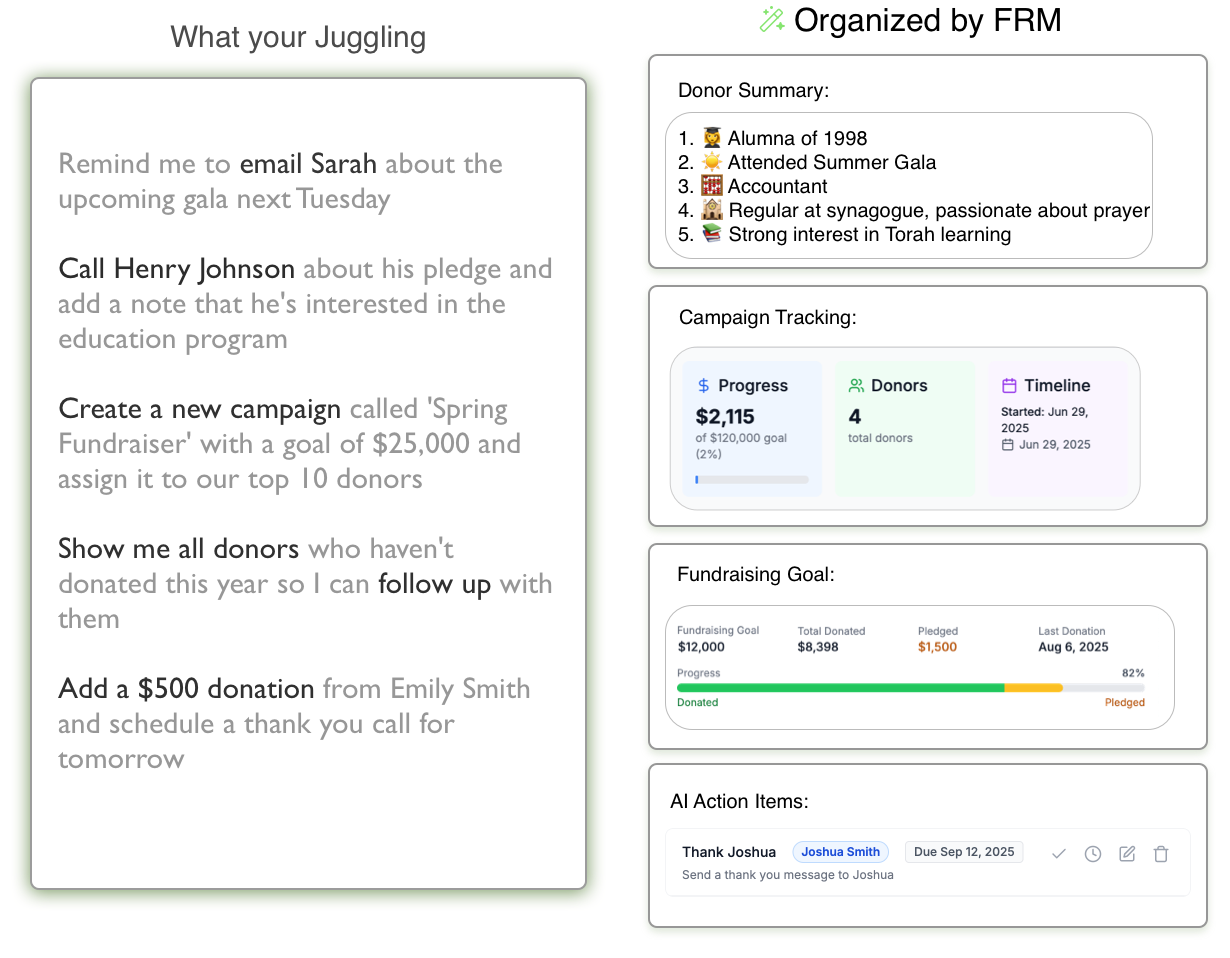 What your Juggling
Remind me to email Sarah about the
upcoming gala next Tuesday
Call Henry Johnson about his pledge and
add a note that he's interested in the
education program
Create a new campaign called 'Spring
Fundraiser' with a goal of $25,000 and
assign it to our top 10 donors
Show me all donors who haven't
donated this year so I can follow up with
them
Add a $500 donation from Emily Smith
and schedule a thank you call for
tomorrow
Organized by FRM
Donor Summary:
1. 👩‍🎓 Alumna of 1998
2. ☀️ Attended Summer Gala
3. 🧮 Accountant
4. 🕍 Regular at synagogue, passionate about prayer
5. 📚 Strong interest in Torah learning
Campaign Tracking:
Progress
$2,115
of $120,000 goal
(2%)
Donors
4
total donors
Timeline
Started: Jun 29,
2025
Jun 29, 2025
Fundraising Goal:
Fundraising Goal Total Donated Pledged Last Donation
$12,000 $8,398 $1,500 Aug 6, 2025
Progress 82%
Donated Pledged
AI Action Items:
Thank Joshua Joshua Smith Due Sep 12, 2025
Send a thank you message to Joshua